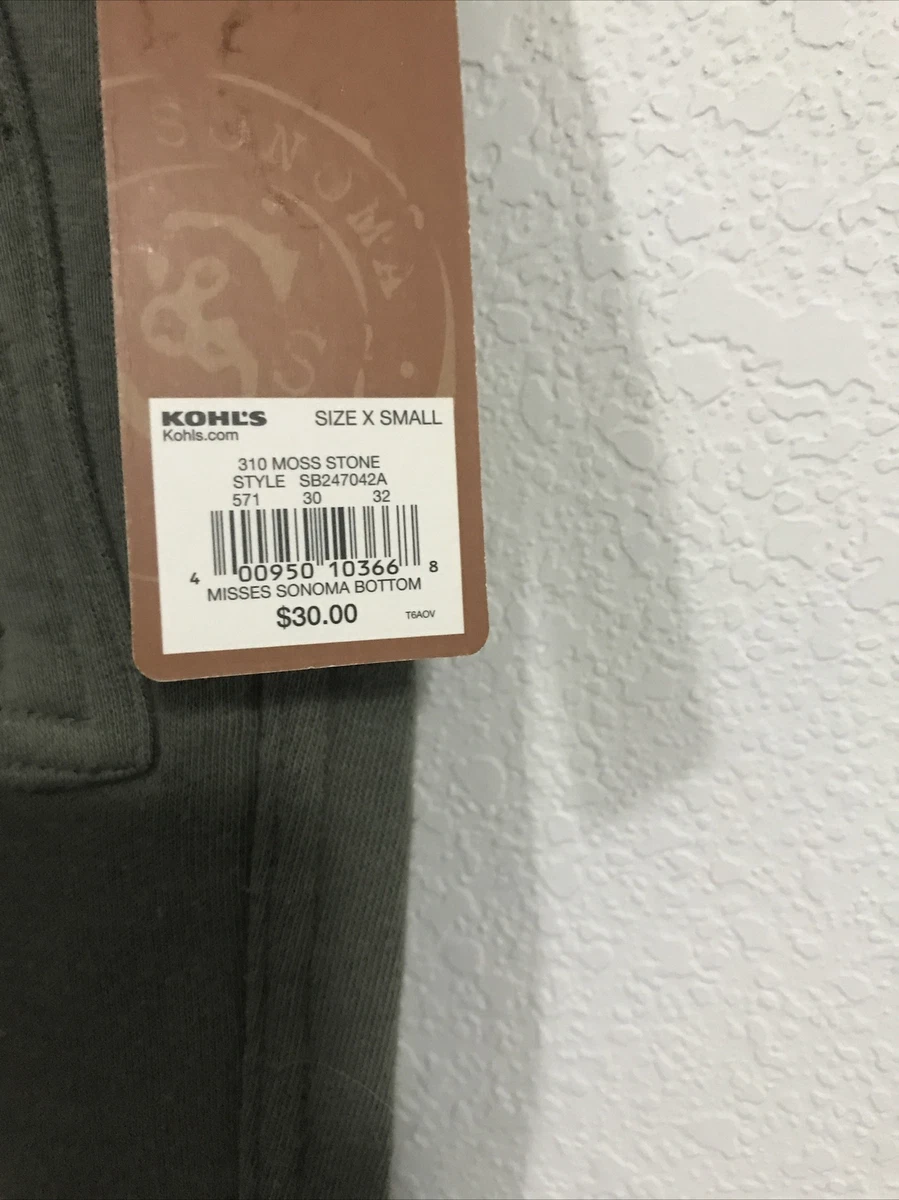 SONOMA
S
KOHL'S SIZE X SMALL
Kohls.com
310 MOSS STONE
STYLE SB247042A
571 30 32
4 00950 10366 8
MISSES SONOMA BOTTOM
$30.00 T6AOV